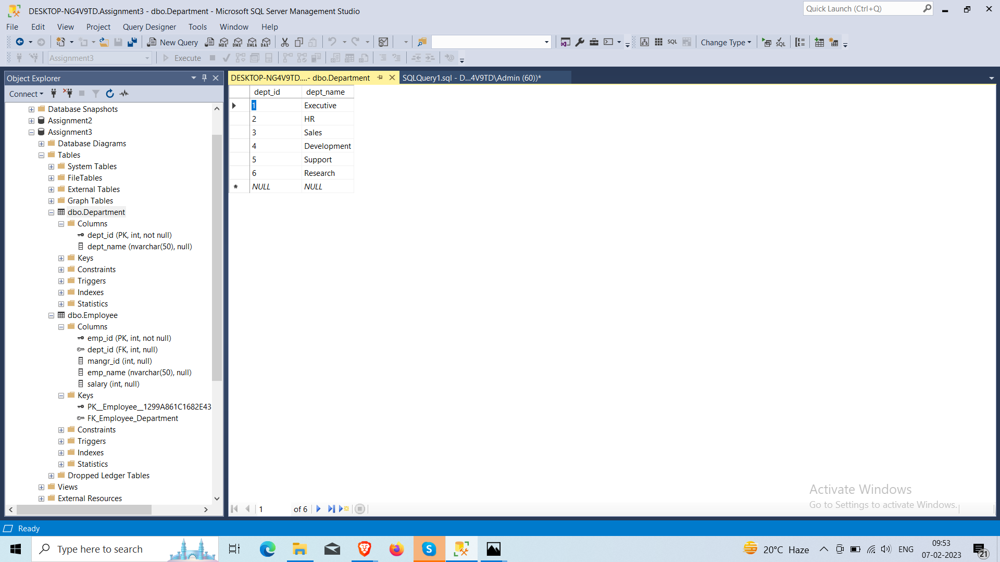 DESKTOP-NG4V9TD.Assignment3 - dbo.Department - Microsoft SQL Server Management Studio
Quick Launch (Ctrl+Q)
File Edit View Project Query Designer Tools Window Help
New Query MDX DMX XMLA DAX SQL Change Type SQL
Assignment3 Execute
Object Explorer
DESKTOP-NG4V9TD....- dbo.Department SQLQuery1.sql - D...4V9TD\Admin (60))*
Connect
dept_id dept_name
1 Executive
2 HR
3 Sales
4 Development
5 Support
6 Research
* NULL NULL
Database Snapshots
Assignment2
Assignment3
Database Diagrams
Tables
System Tables
FileTables
External Tables
Graph Tables
dbo.Department
Columns
dept_id (PK, int, not null)
dept_name (nvarchar(50), null)
Keys
Constraints
Triggers
Indexes
Statistics
dbo.Employee
Columns
emp_id (PK, int, not null)
dept_id (FK, int, null)
mangr_id (int, null)
emp_name (nvarchar(50), null)
salary (int, null)
Keys
PK__Employee__1299A861C1682E43
FK_Employee_Department
Constraints
Triggers
Indexes
Statistics
Dropped Ledger Tables
Views
External Resources
1 of 6
Activate Windows
Go to Settings to activate Windows.
Ready
Type here to search
20°C Haze
ENG
09:53
07-02-2023
21